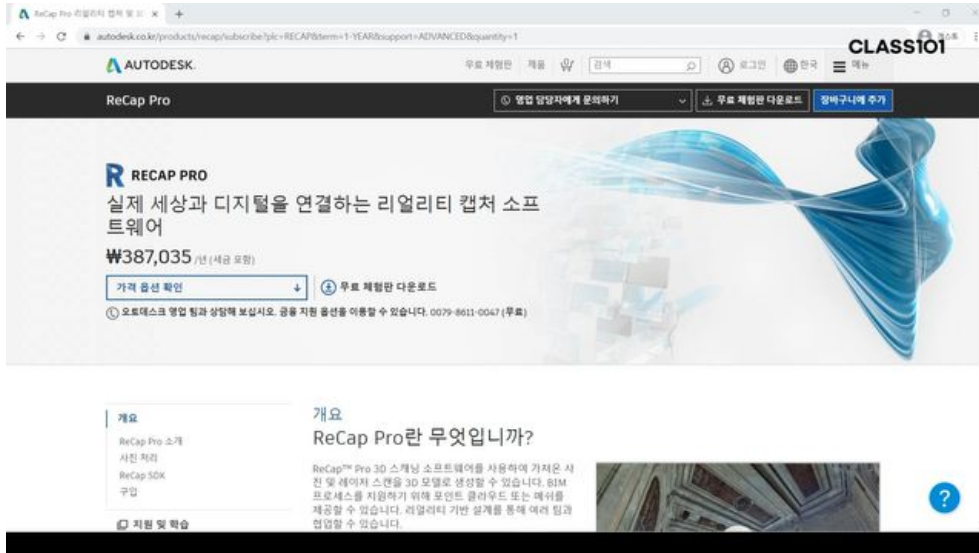 ReCap Pro 리얼리티 캡처 및 3D
autodesk.co.kr/products/recap/subscribe?plc=RECAP&term=1-YEAR&support=ADVANCED&quantity=1
게스트
CLASS101
AUTODESK.
무료 체험판 제품 검색 로그인 한국 메뉴
ReCap Pro
영업 담당자에게 문의하기 무료 체험판 다운로드 장바구니에 추가
R RECAP PRO
실제 세상과 디지털을 연결하는 리얼리티 캡처 소프
트웨어
₩387,035 /년 (세금 포함)
가격 옵션 확인 무료 체험판 다운로드
오토데스크 영업 팀과 상담해 보십시오. 금융 지원 옵션을 이용할 수 있습니다. 0079-8611-0047 (무료)
개요
ReCap Pro 소개
사진 처리
ReCap SDK
구입
지원 및 학습
개요
ReCap Pro란 무엇입니까?
ReCap™ Pro 3D 스캐닝 소프트웨어를 사용하여 가져온 사
진 및 레이저 스캔을 3D 모델로 생성할 수 있습니다. BIM
프로세스를 지원하기 위해 포인트 클라우드 또는 메쉬를
제공할 수 있습니다. 리얼리티 기반 설계를 통해 여러 팀과
협업할 수 있습니다.
?